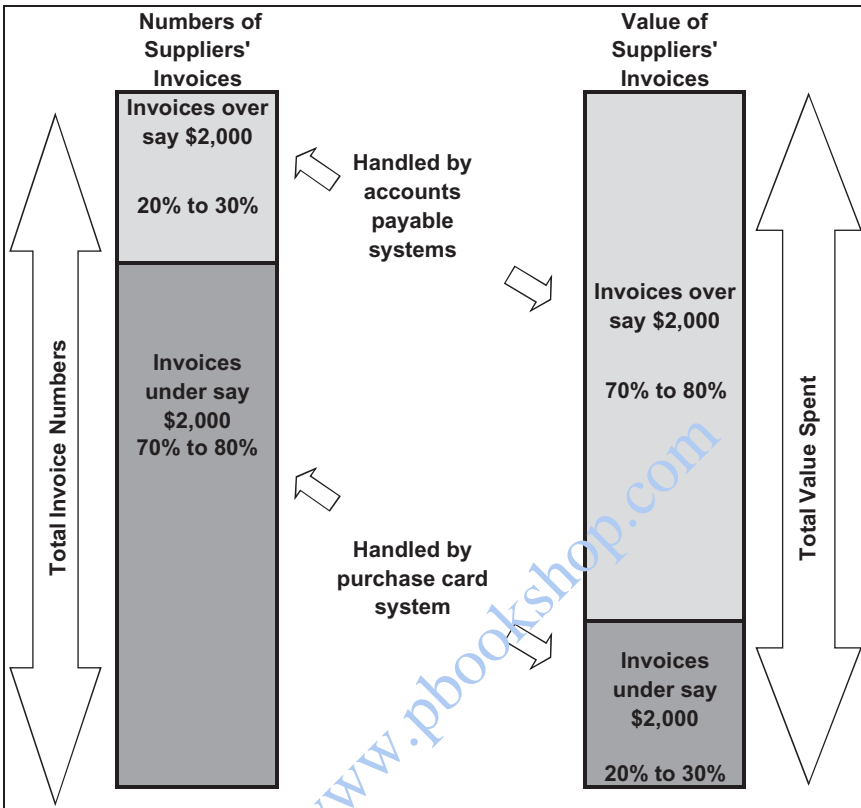 Numbers of
Suppliers'
Invoices
Value of
Suppliers'
Invoices
Total Invoice Numbers
Invoices over
say $2,000
20% to 30%
Invoices
under say
$2,000
70% to 80%
Handled by
accounts
payable
systems
Handled by
purchase card
system
Invoices over
say $2,000
70% to 80%
Invoices
under say
$2,000
20% to 30%
Total Value Spent
www.pbookshop.com